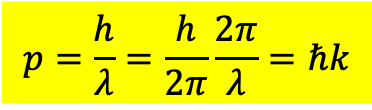 p = h/λ = h/2π 2π/λ = ħk